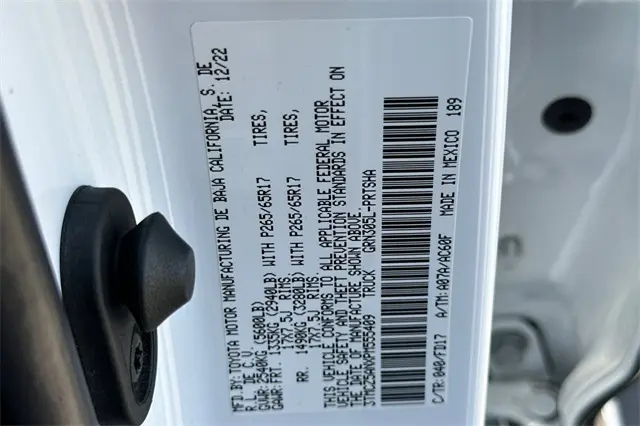 MFD.BY: TOYOTA MOTOR MANUFACTURING DE BAJA CALIFORNIA, S. DE
R.L. DE C.V. DATE: 12/22
GVWR: 2540KG (5600LB)
GAWR: FRT. 1335KG (2940LB) WITH P265/65R17 TIRES,
17X7.5J RIMS.
RR. 1490KG (3280LB) WITH P265/65R17 TIRES,
17X7.5J RIMS.
THIS VEHICLE CONFORMS TO ALL APPLICABLE FEDERAL MOTOR
VEHICLE SAFETY AND THEFT PREVENTION STANDARDS IN EFFECT ON
THE DATE OF MANUFACTURE SHOWN ABOVE.
3TMCZ5ANXPM555409 TRUCK GRN305L-PRTSHA
C/TR: 040/FD17 A/TM: A07A/AC60F MADE IN MEXICO 189